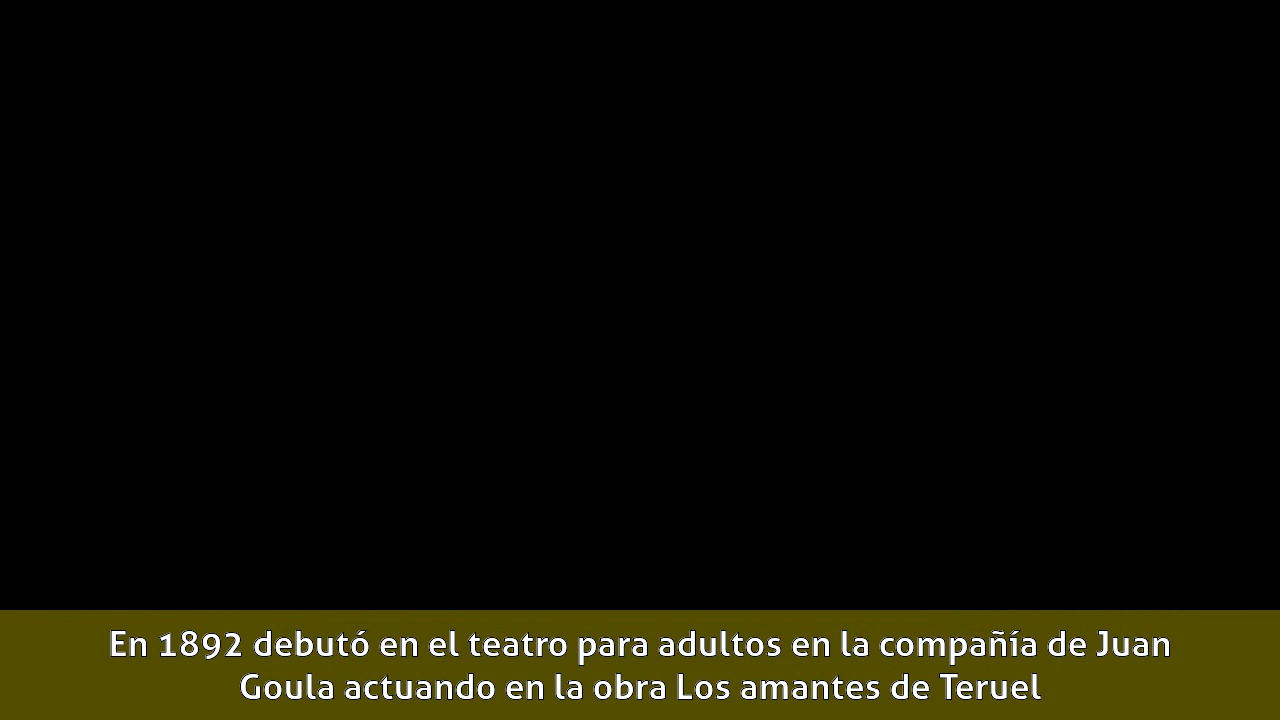 En 1892 debutó en el teatro para adultos en la compañía de Juan
Goula actuando en la obra Los amantes de Teruel